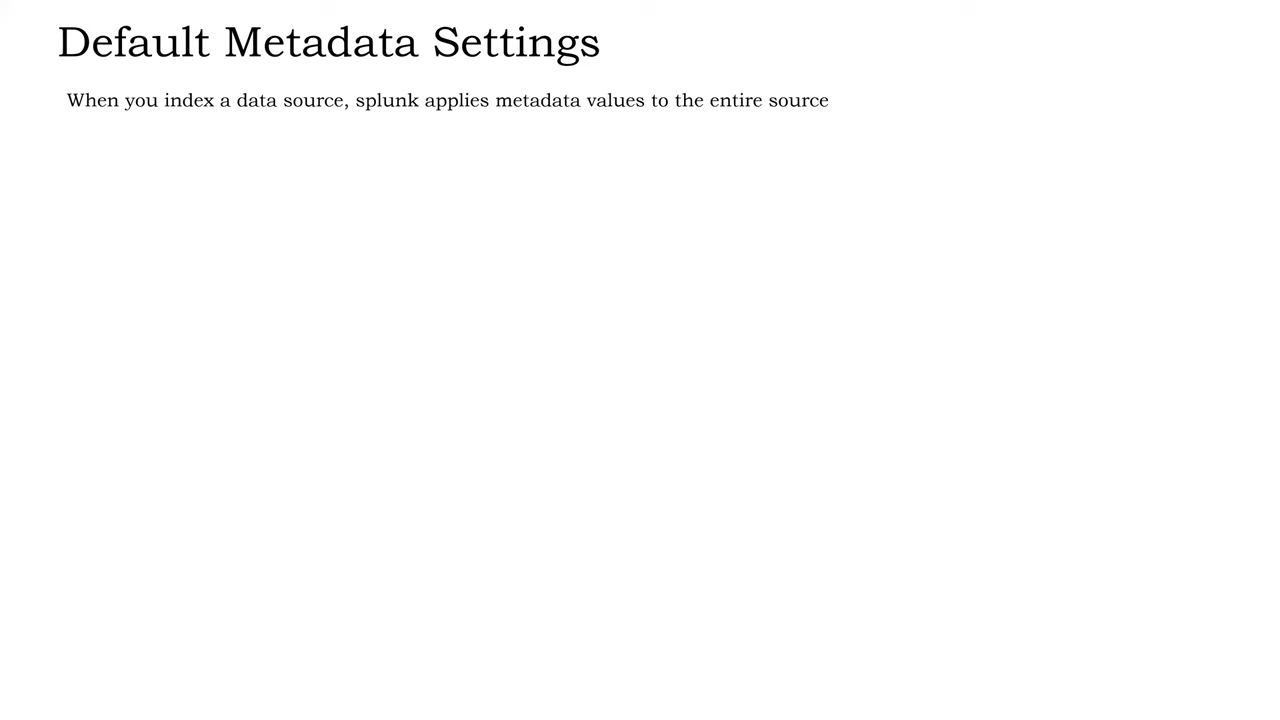 Default Metadata Settings
When you index a data source, splunk applies metadata values to the entire source